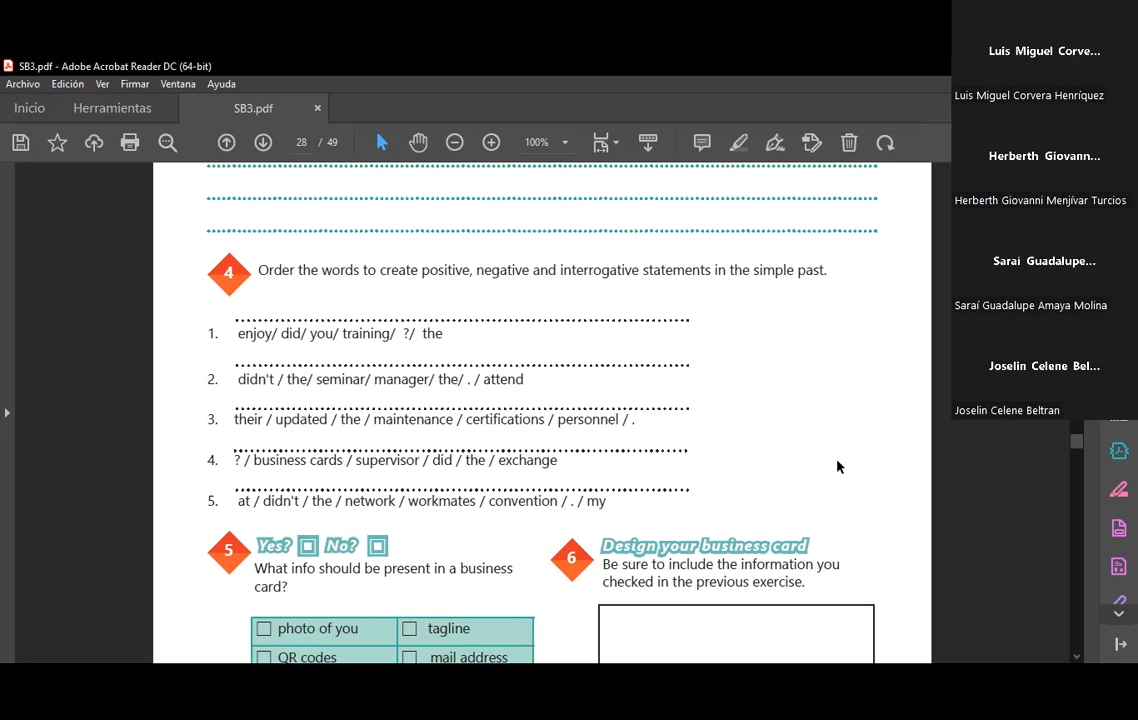 SB3.pdf - Adobe Acrobat Reader DC (64-bit)
Archivo Edición Ver Firmar Ventana Ayuda
Inicio Herramientas SB3.pdf ×
28 / 49 100%
4 Order the words to create positive, negative and interrogative statements in the simple past.
1. enjoy/ did/ you/ training/ ?/ the
2. didn't / the/ seminar/ manager/ the/ . / attend
3. their / updated / the / maintenance / certifications / personnel / .
4. ? / business cards / supervisor / did / the / exchange
5. at / didn't / the / network / workmates / convention / . / my
5 Yes? No?
What info should be present in a business
card?
photo of you tagline
QR codes mail address
6 Design your business card
Be sure to include the information you
checked in the previous exercise.
Luis Miguel Corve...
Luis Miguel Corvera Henríquez
Herberth Giovann...
Herberth Giovanni Menjívar Turcios
Saraí Guadalupe...
Saraí Guadalupe Amaya Molina
Joselin Celene Bel...
Joselin Celene Beltran